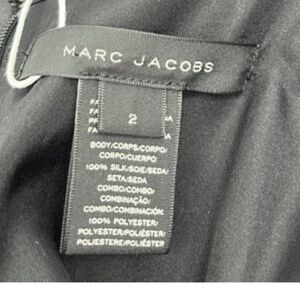 MARC JACOBS
2
BODY/CORPS/CORPO/
CORPO/CUERPO:
100% SILK/SOIE/SEDA/
SETA/SEDA
COMBO/COMBO/
COMBINAÇÃO/
COMBO/COMBINACIÓN:
100% POLYESTER/
POLYESTER/POLIÉSTER/
POLIESTERE/POLIÉSTER